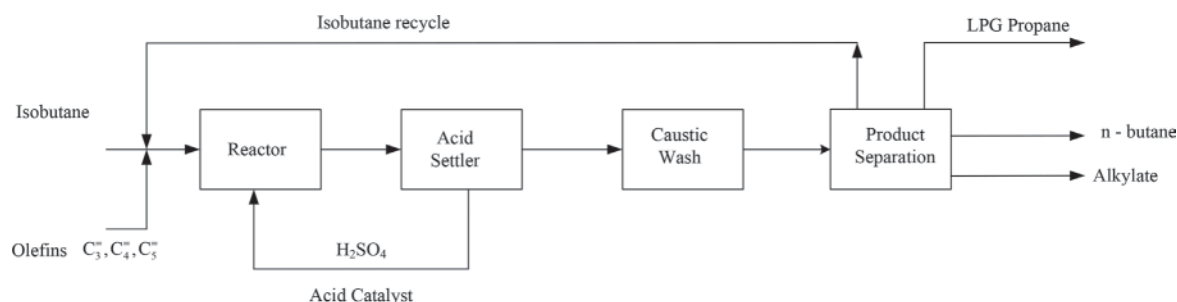 Isobutane recycle
LPG Propane
Isobutane
Reactor
Acid
Settler
Caustic
Wash
Product
Separation
n - butane
Alkylate
Olefins C₃⁼, C₄⁼, C₅⁼
H₂SO₄
Acid Catalyst